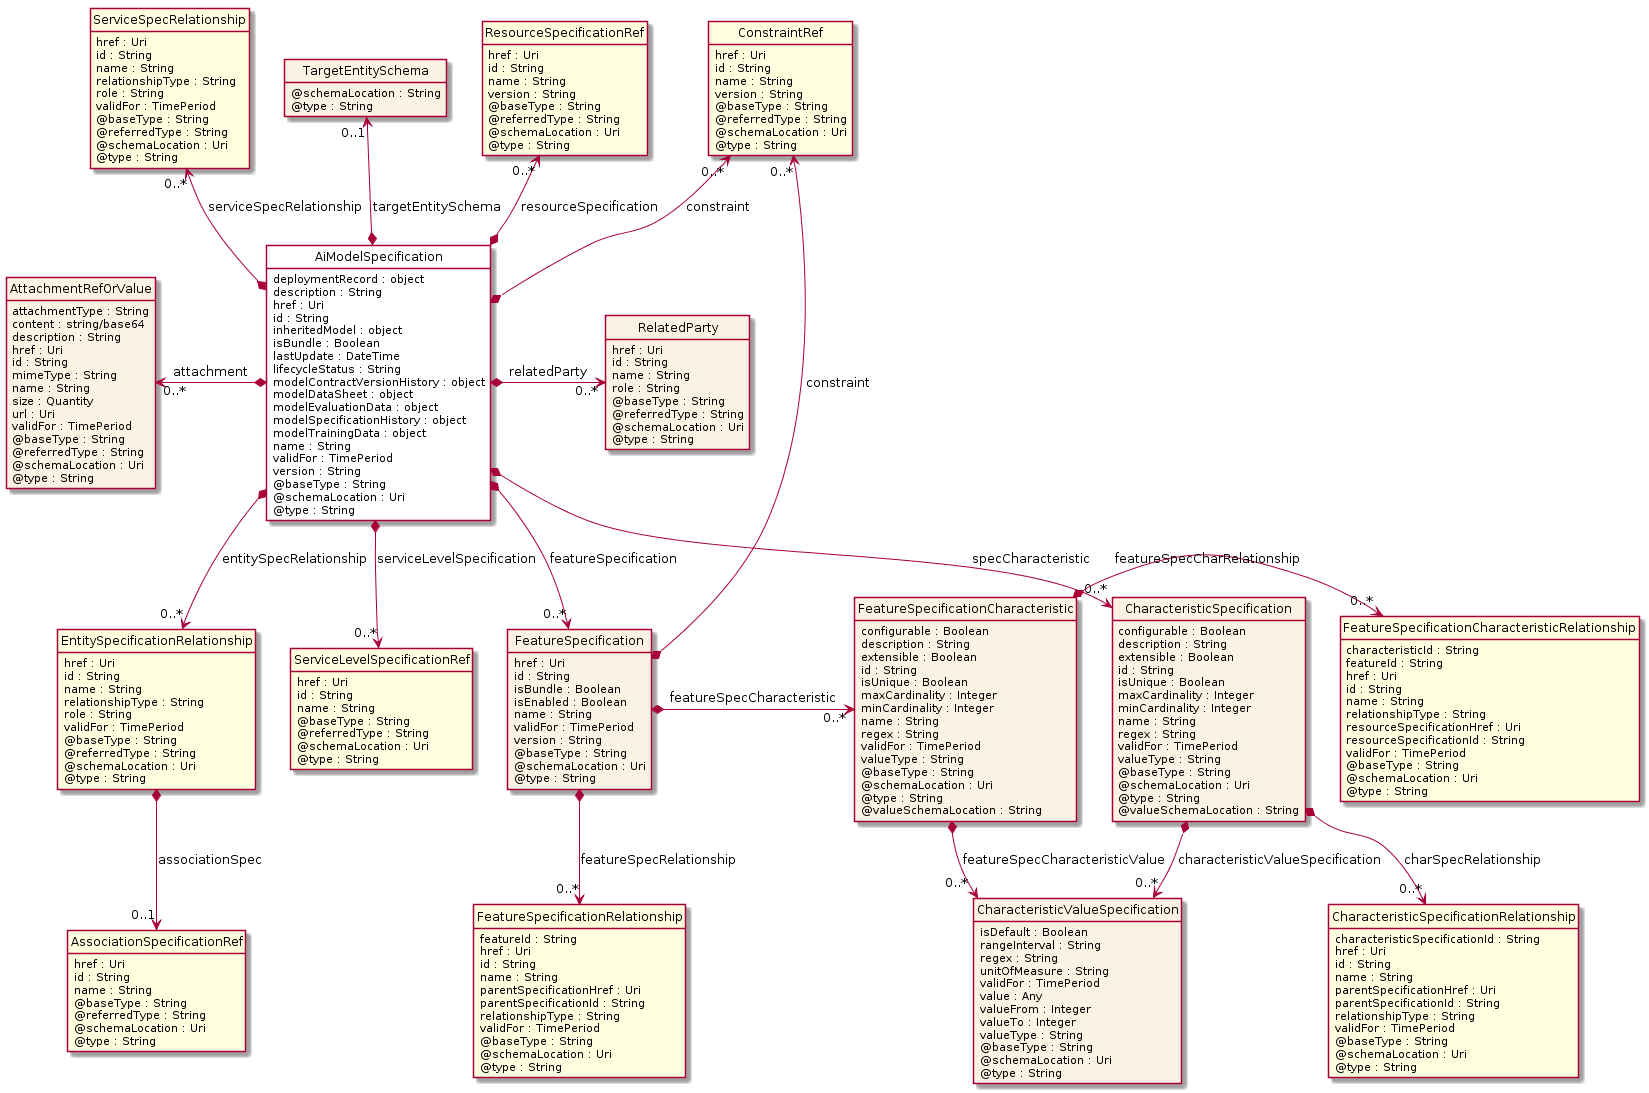 ServiceSpecRelationship
href : Uri
id : String
name : String
relationshipType : String
role : String
validFor : TimePeriod
@baseType : String
@referredType : String
@schemaLocation : Uri
@type : String
TargetEntitySchema
@schemaLocation : String
@type : String
ResourceSpecificationRef
href : Uri
id : String
name : String
version : String
@baseType : String
@referredType : String
@schemaLocation : Uri
@type : String
ConstraintRef
href : Uri
id : String
name : String
version : String
@baseType : String
@referredType : String
@schemaLocation : Uri
@type : String
0..*
0..1
0..*
0..*
0..*
serviceSpecRelationship
targetEntitySchema
resourceSpecification
constraint
AiModelSpecification
deploymentRecord : object
description : String
href : Uri
id : String
inheritedModel : object
isBundle : Boolean
lastUpdate : DateTime
lifecycleStatus : String
modelContractVersionHistory : object
modelDataSheet : object
modelEvaluationData : object
modelSpecificationHistory : object
modelTrainingData : object
name : String
validFor : TimePeriod
version : String
@baseType : String
@schemaLocation : Uri
@type : String
AttachmentRefOrValue
attachmentType : String
content : string/base64
description : String
href : Uri
id : String
mimeType : String
name : String
size : Quantity
url : Uri
validFor : TimePeriod
@baseType : String
@referredType : String
@schemaLocation : Uri
@type : String
attachment
0..*
RelatedParty
href : Uri
id : String
name : String
role : String
@baseType : String
@referredType : String
@schemaLocation : Uri
@type : String
relatedParty
0..*
constraint
entitySpecRelationship
serviceLevelSpecification
featureSpecification
specCharacteristic
featureSpecCharRelationship
0..*
0..*
0..*
0..*
0..*
EntitySpecificationRelationship
href : Uri
id : String
name : String
relationshipType : String
role : String
validFor : TimePeriod
@baseType : String
@referredType : String
@schemaLocation : Uri
@type : String
ServiceLevelSpecificationRef
href : Uri
id : String
name : String
@baseType : String
@referredType : String
@schemaLocation : Uri
@type : String
FeatureSpecification
href : Uri
id : String
isBundle : Boolean
isEnabled : Boolean
name : String
validFor : TimePeriod
version : String
@baseType : String
@schemaLocation : Uri
@type : String
featureSpecCharacteristic
0..*
FeatureSpecificationCharacteristic
configurable : Boolean
description : String
extensible : Boolean
id : String
isUnique : Boolean
maxCardinality : Integer
minCardinality : Integer
name : String
regex : String
validFor : TimePeriod
valueType : String
@baseType : String
@schemaLocation : Uri
@type : String
@valueSchemaLocation : String
CharacteristicSpecification
configurable : Boolean
description : String
extensible : Boolean
id : String
isUnique : Boolean
maxCardinality : Integer
minCardinality : Integer
name : String
regex : String
validFor : TimePeriod
valueType : String
@baseType : String
@schemaLocation : Uri
@type : String
@valueSchemaLocation : String
FeatureSpecificationCharacteristicRelationship
characteristicId : String
featureId : String
href : Uri
id : String
name : String
relationshipType : String
resourceSpecificationHref : Uri
resourceSpecificationId : String
validFor : TimePeriod
@baseType : String
@schemaLocation : Uri
@type : String
associationSpec
featureSpecRelationship
featureSpecCharacteristicValue
characteristicValueSpecification
charSpecRelationship
0..1
0..*
0..*
0..*
0..*
AssociationSpecificationRef
href : Uri
id : String
name : String
@baseType : String
@referredType : String
@schemaLocation : Uri
@type : String
FeatureSpecificationRelationship
featureId : String
href : Uri
id : String
name : String
parentSpecificationHref : Uri
parentSpecificationId : String
relationshipType : String
validFor : TimePeriod
@baseType : String
@schemaLocation : Uri
@type : String
CharacteristicValueSpecification
isDefault : Boolean
rangeInterval : String
regex : String
unitOfMeasure : String
validFor : TimePeriod
value : Any
valueFrom : Integer
valueTo : Integer
valueType : String
@baseType : String
@schemaLocation : Uri
@type : String
CharacteristicSpecificationRelationship
characteristicSpecificationId : String
href : Uri
id : String
name : String
parentSpecificationHref : Uri
parentSpecificationId : String
relationshipType : String
validFor : TimePeriod
@baseType : String
@schemaLocation : Uri
@type : String